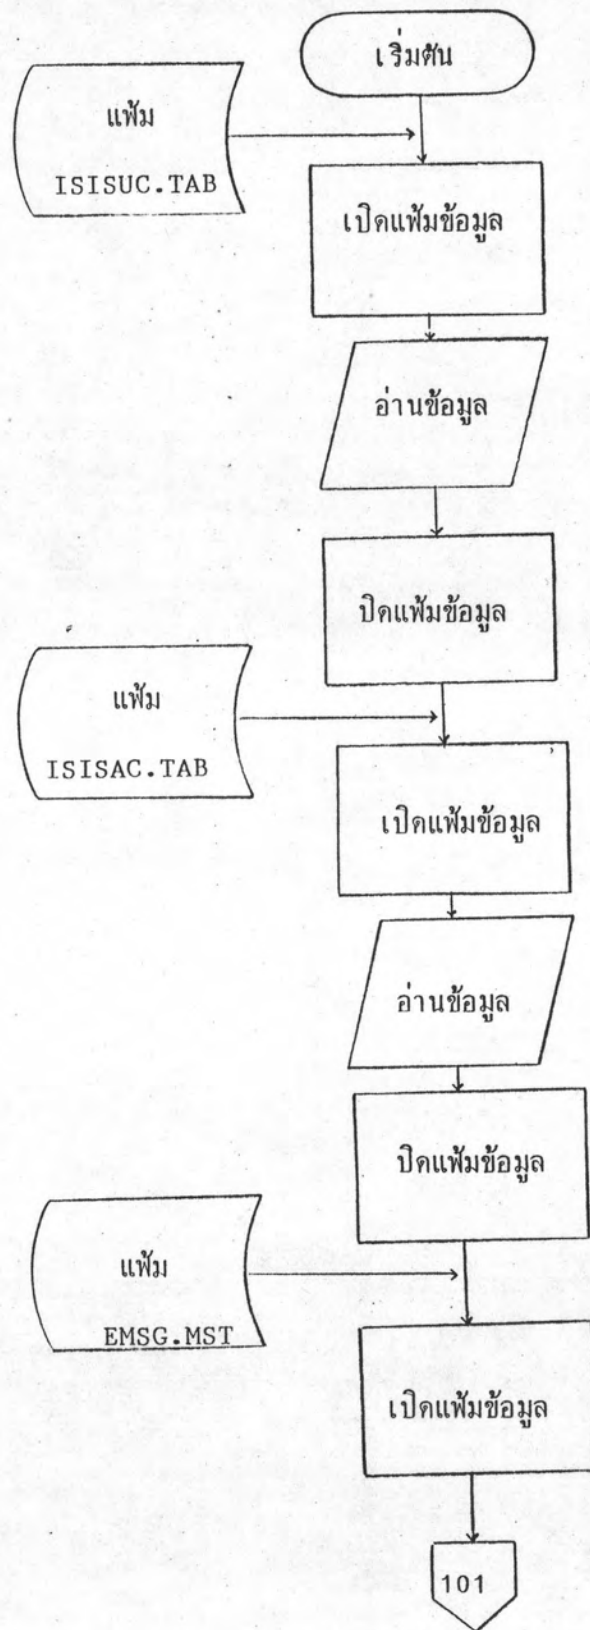 เริ่มต้น
แฟ้ม
ISISUC.TAB
เปิดแฟ้มข้อมูล
อ่านข้อมูล
ปิดแฟ้มข้อมูล
แฟ้ม
ISISAC.TAB
เปิดแฟ้มข้อมูล
อ่านข้อมูล
ปิดแฟ้มข้อมูล
แฟ้ม
EMSG.MST
เปิดแฟ้มข้อมูล
101